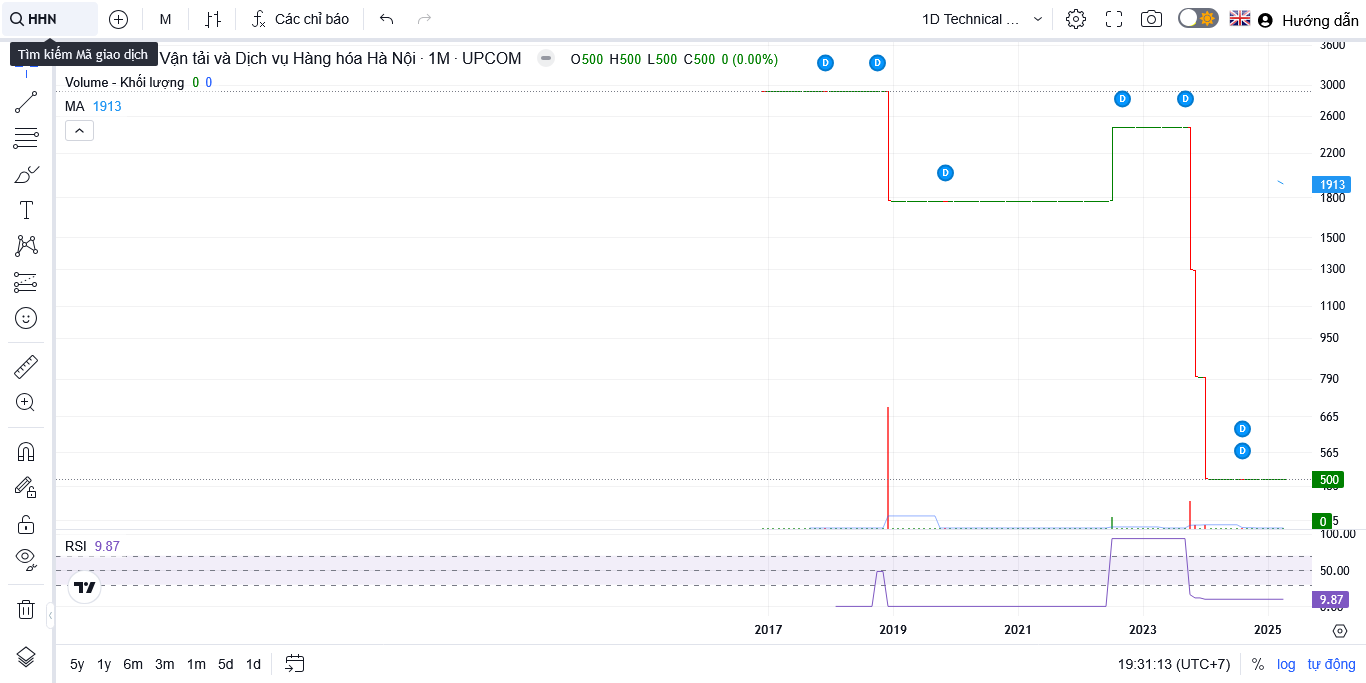 HHN
M
Các chỉ báo
1D Technical ...
Hướng dẫn
Tìm kiếm Mã giao dịch
Vận tải và Dịch vụ Hàng hóa Hà Nội · 1M · UPCOM
O500 H500 L500 C500 0 (0.00%)
Volume - Khối lượng 0 0
MA 1913
D
D
D
D
D
D
D
3600
3000
2600
2200
1913
1800
1500
1300
1100
950
790
665
565
500
0
100.00
RSI 9.87
50.00
9.87
0.00
2017 2019 2021 2023 2025
5y 1y 6m 3m 1m 5d 1d
19:31:13 (UTC+7)
% log tự động